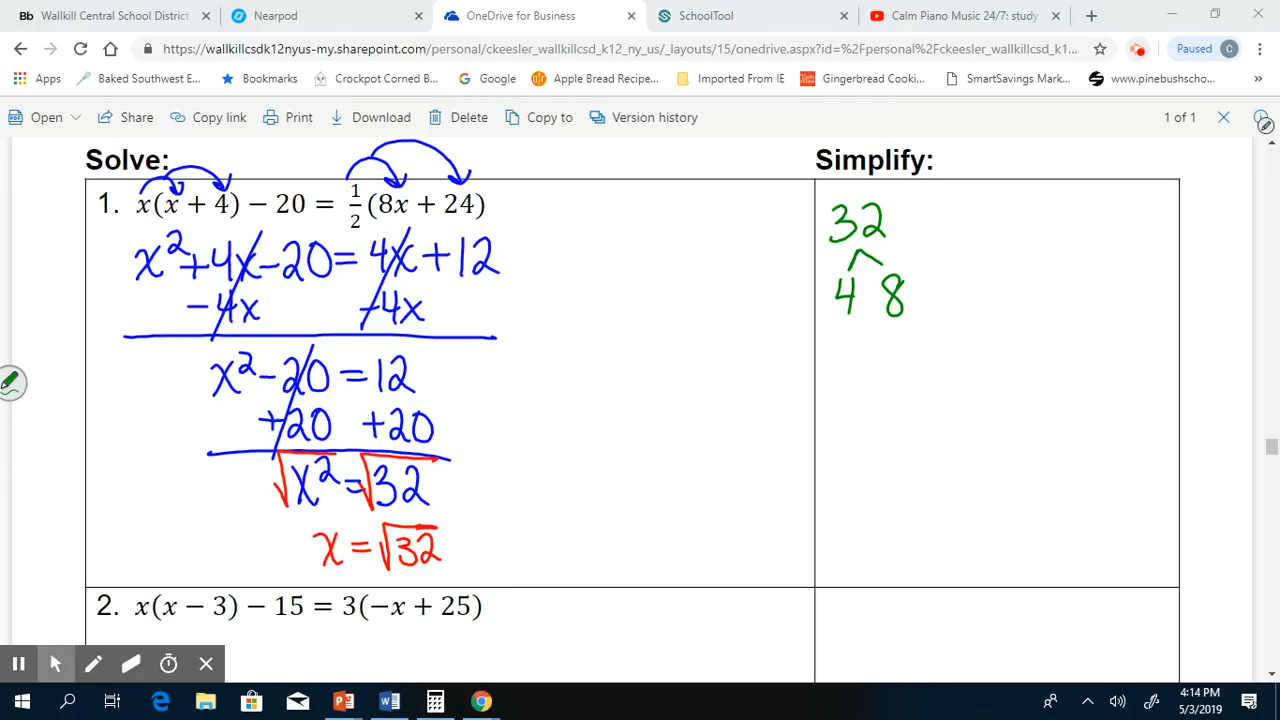 Bb Wallkill Central School District
Nearpod
OneDrive for Business
SchoolTool
Calm Piano Music 24/7: study
https://wallkillcsdk12nyus-my.sharepoint.com/personal/ckeesler_wallkillcsd_k12_ny_us/_layouts/15/onedrive.aspx?id=%2Fpersonal%2Fckeesler_wallkillcsd_k1...
Paused C
Apps Baked Southwest E... Bookmarks Crockpot Corned B... Google Apple Bread Recipe... Imported From IE Gingerbread Cooki... SmartSavings Mark... www.pinebushscho...
Open Share Copy link Print Download Delete Copy to Version history 1 of 1
Solve: Simplify:
1. x(x + 4) − 20 = 1/2 (8x + 24)
x² + 4x − 20 = 4x + 12
− 4x − 4x
x² − 20 = 12
+20 +20
√x² = √32
x = √32
32
4 8
2. x(x − 3) − 15 = 3(−x + 25)
4:14 PM
5/3/2019